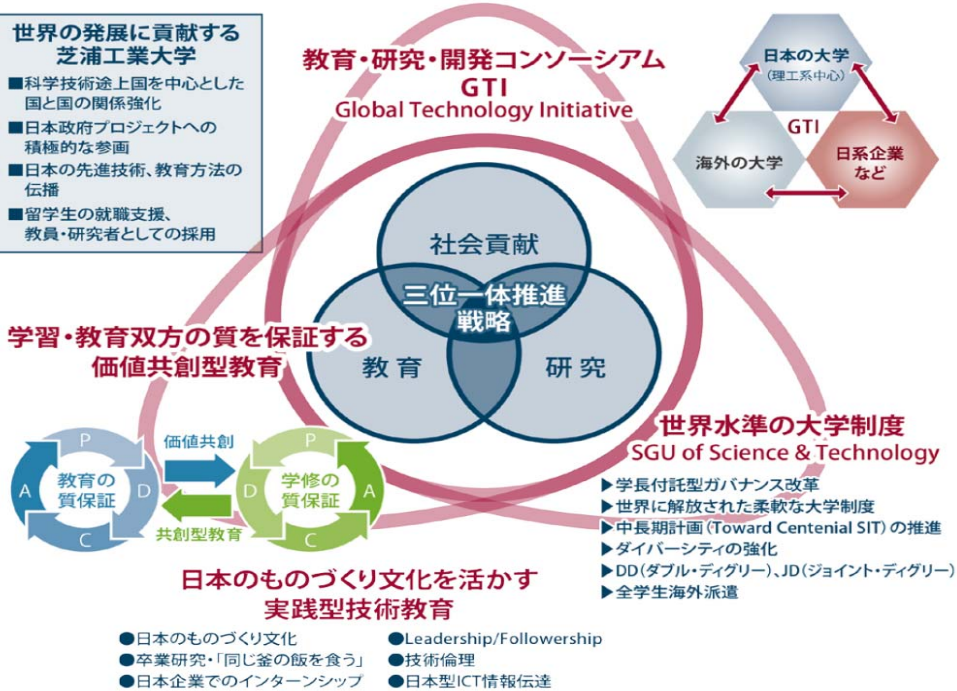 世界の発展に貢献する
芝浦工業大学
■科学技術途上国を中心とした
国と国の関係強化
■日本政府プロジェクトへの
積極的な参画
■日本の先進技術、教育方法の
伝播
■留学生の就職支援、
教員・研究者としての採用
教育・研究・開発コンソーシアム
GTI
Global Technology Initiative
日本の大学
(理工系中心)
GTI
海外の大学
日系企業
など
社会貢献
三位一体推進
戦略
教育
研究
学習・教育双方の質を保証する
価値共創型教育
P
D
C
A
教育の
質保証
価値共創
共創型教育
P
D
C
A
学修の
質保証
世界水準の大学制度
SGU of Science & Technology
▶学長付託型ガバナンス改革
▶世界に解放された柔軟な大学制度
▶中長期計画(Toward Centenial SIT)の推進
▶ダイバーシティの強化
▶DD(ダブル・ディグリー)、JD(ジョイント・ディグリー)
▶全学生海外派遣
日本のものづくり文化を活かす
実践型技術教育
●日本のものづくり文化
●卒業研究・「同じ釜の飯を食う」
●日本企業でのインターンシップ
●Leadership/Followership
●技術倫理
●日本型ICT情報伝達